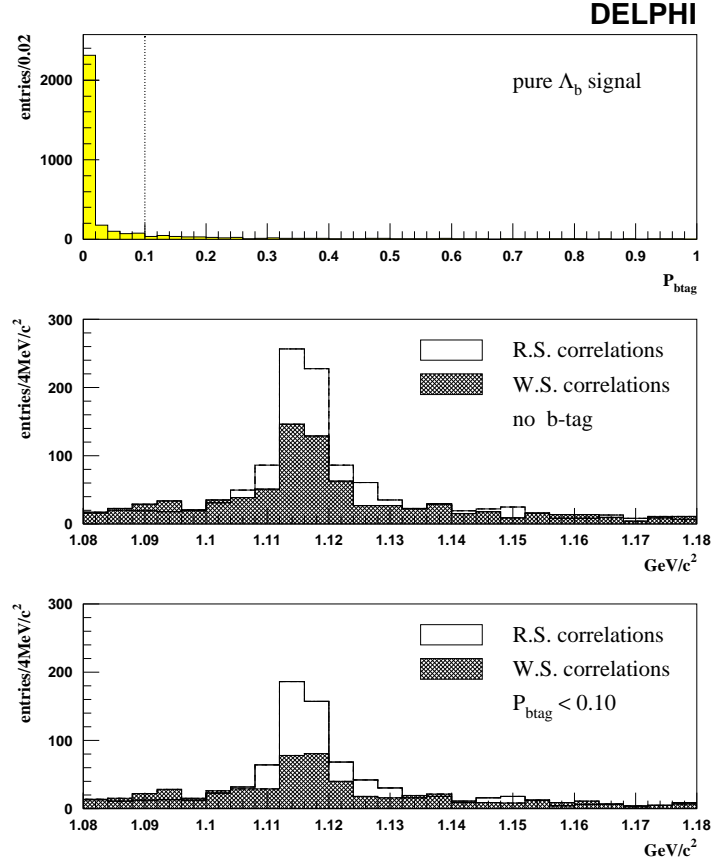 DELPHI
entries/0.02
2000
1000
0
pure Λb signal
0 0.1 0.2 0.3 0.4 0.5 0.6 0.7 0.8 0.9 1
Pbtag
entries/4MeV/c2
300
200
100
0
R.S. correlations
W.S. correlations
no b-tag
1.08 1.09 1.1 1.11 1.12 1.13 1.14 1.15 1.16 1.17 1.18
GeV/c2
entries/4MeV/c2
300
200
100
0
R.S. correlations
W.S. correlations
Pbtag < 0.10
1.08 1.09 1.1 1.11 1.12 1.13 1.14 1.15 1.16 1.17 1.18
GeV/c2